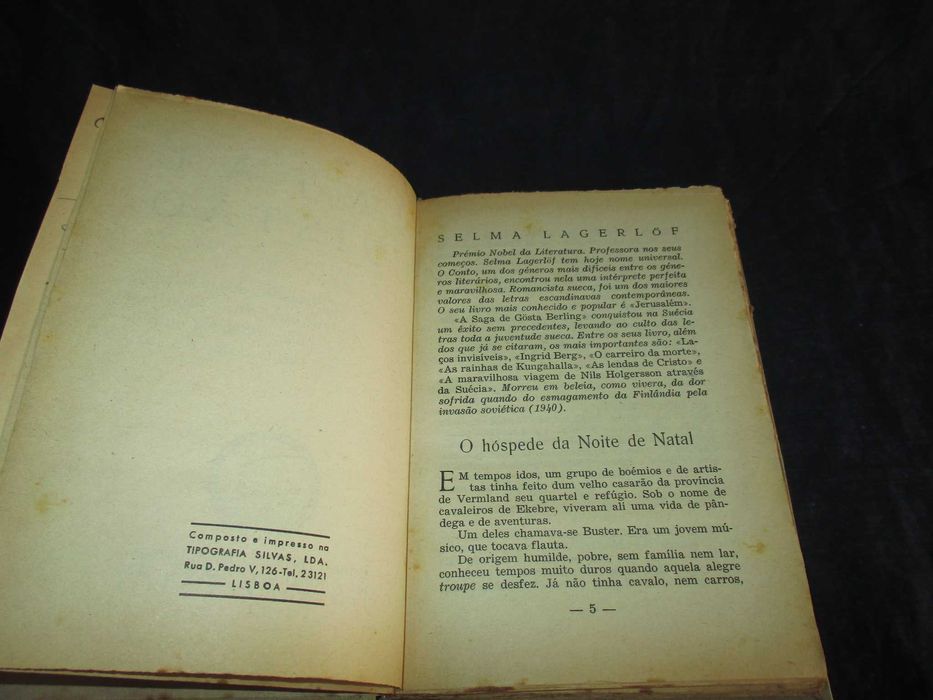 Composto e impresso na
TIPOGRAFIA SILVAS, LDA.
Rua D. Pedro V, 126-Tel. 23121
LISBOA
SELMA LAGERLÖF
Prémio Nobel da Literatura. Professora nos seus
começos. Selma Lagerlöf tem hoje nome universal.
O Conto, um dos géneros mais difíceis entre os géne-
ros literários, encontrou nela uma intérprete perfeita
e maravilhosa. Romancista sueca, foi um dos maiores
valores das letras escandinavas contemporâneas.
O seu livro mais conhecido e popular é «Jerusalém».
«A Saga de Gösta Berling» conquistou na Suécia
um êxito sem precedentes, levando ao culto das le-
tras toda a juventude sueca. Entre os seus livro, além
dos que já se citaram, os mais importantes são: «La-
ços invisíveis», «Ingrid Berg», «O carreiro da morte»,
«As rainhas de Kungahalla», «As lendas de Cristo» e
«A maravilhosa viagem de Nils Holgersson através
da Suécia». Morreu em beleia, como vivera, da dor
sofrida quando do esmagamento da Finlândia pela
invasão soviética (1940).
O hóspede da Noite de Natal
EM tempos idos, um grupo de boémios e de artis-
tas tinha feito dum velho casarão da província
de Vermland seu quartel e refúgio. Sob o nome de
cavaleiros de Ekebre, viveram ali uma vida de pân-
dega e de aventuras.
Um deles chamava-se Buster. Era um jovem mú-
sico, que tocava flauta.
De origem humilde, pobre, sem família nem lar,
conheceu tempos muito duros quando aquela alegre
troupe se desfez. Já não tinha cavalo, nem carros,
— 5 —